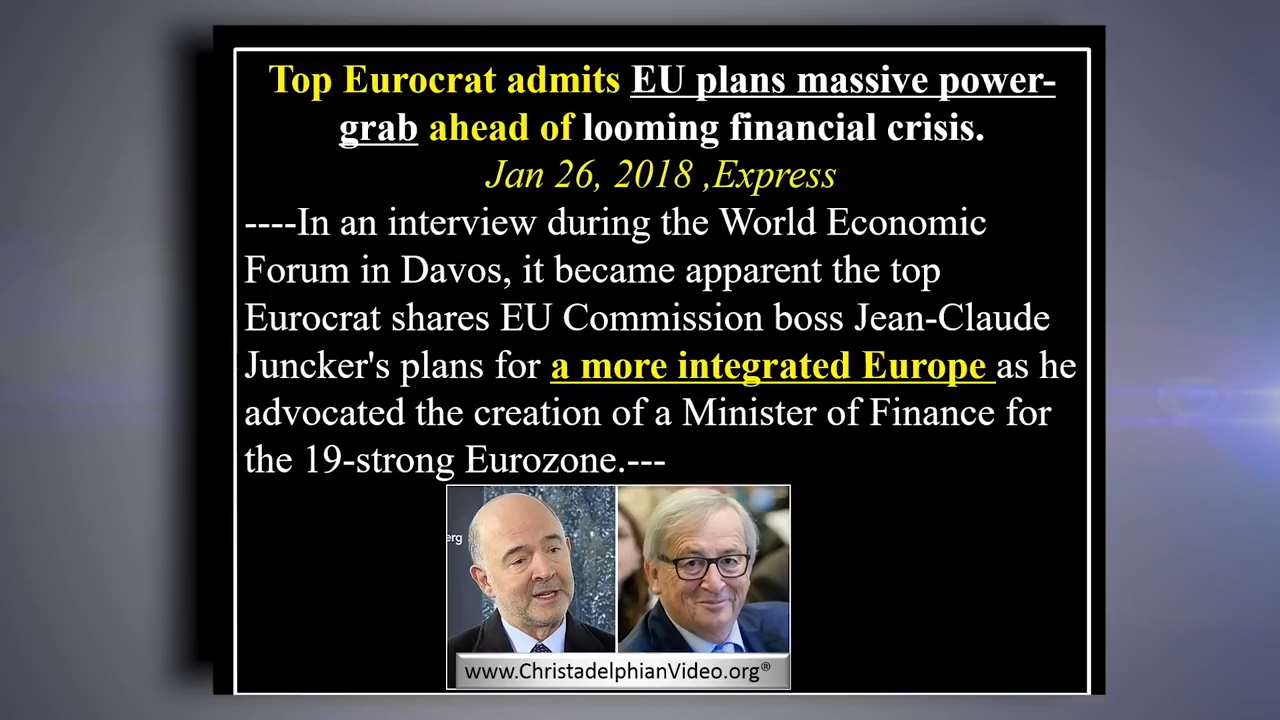 Top Eurocrat admits EU plans massive power-
grab ahead of looming financial crisis.
Jan 26, 2018 ,Express
----In an interview during the World Economic
Forum in Davos, it became apparent the top
Eurocrat shares EU Commission boss Jean-Claude
Juncker's plans for a more integrated Europe as he
advocated the creation of a Minister of Finance for
the 19-strong Eurozone.---
erg
www.ChristadelphianVideo.org®